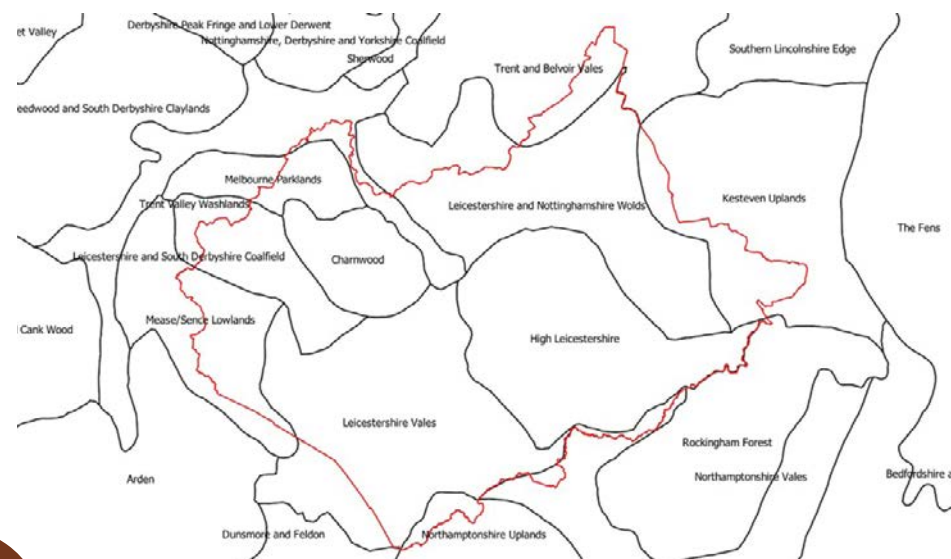 Derbyshire Peak Fringe and Lower Derwent
et Valley
Nottinghamshire, Derbyshire and Yorkshire Coalfield
Southern Lincolnshire Edge
Sherwood
Trent and Belvoir Vales
eedwood and South Derbyshire Claylands
Melbourne Parklands
Kesteven Uplands
Trent Valley Washlands
Leicestershire and Nottinghamshire Wolds
The Fens
Leicestershire and South Derbyshire Coalfield
Charnwood
Mease/Sence Lowlands
Cank Wood
High Leicestershire
Leicestershire Vales
Rockingham Forest
Arden
Northamptonshire Vales
Bedfordshire a
Dunsmore and Feldon
Northamptonshire Uplands